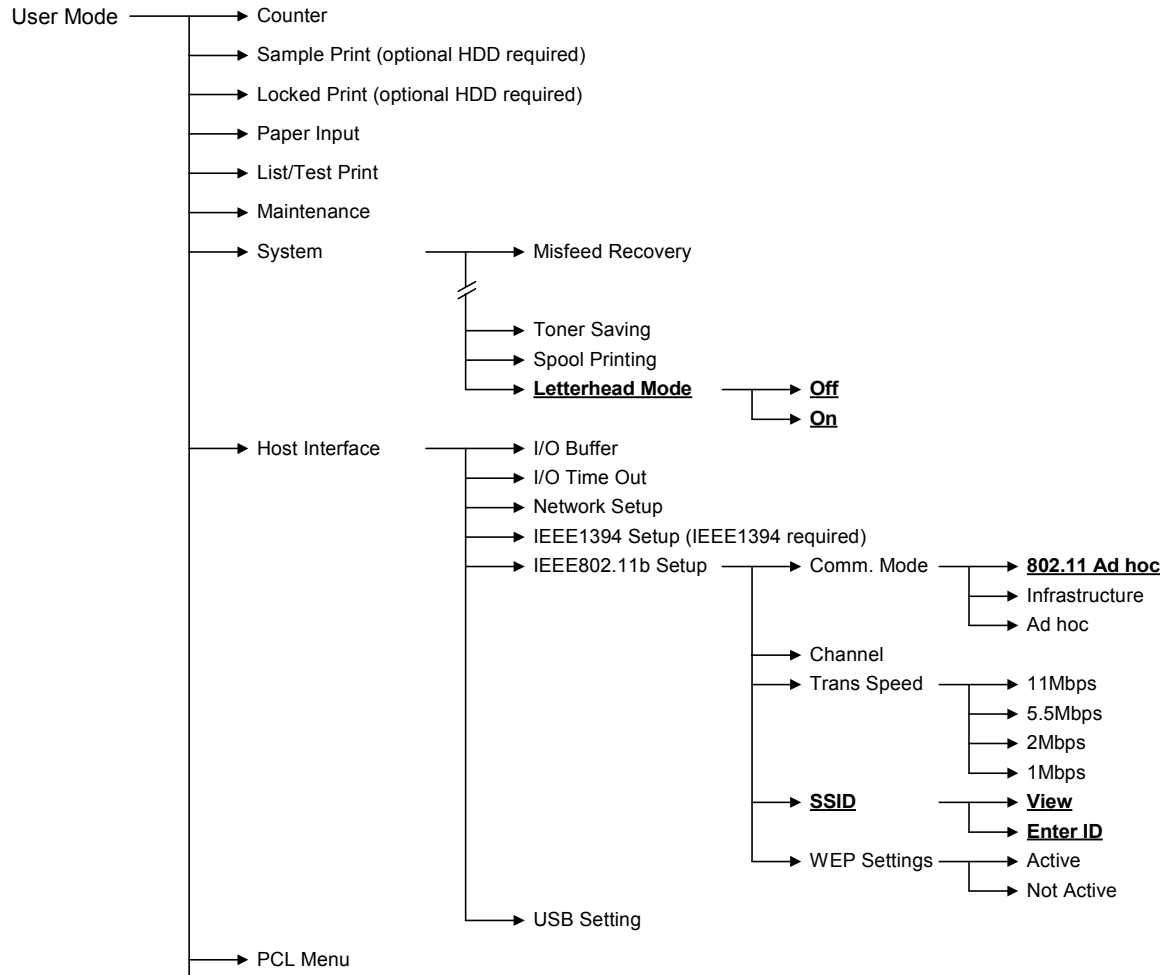 User Mode
Counter
Sample Print (optional HDD required)
Locked Print (optional HDD required)
Paper Input
List/Test Print
Maintenance
System
Misfeed Recovery
Toner Saving
Spool Printing
Letterhead Mode
Off
On
Host Interface
I/O Buffer
I/O Time Out
Network Setup
IEEE1394 Setup (IEEE1394 required)
IEEE802.11b Setup
Comm. Mode
802.11 Ad hoc
Infrastructure
Ad hoc
Channel
Trans Speed
11Mbps
5.5Mbps
2Mbps
1Mbps
SSID
View
Enter ID
WEP Settings
Active
Not Active
USB Setting
PCL Menu